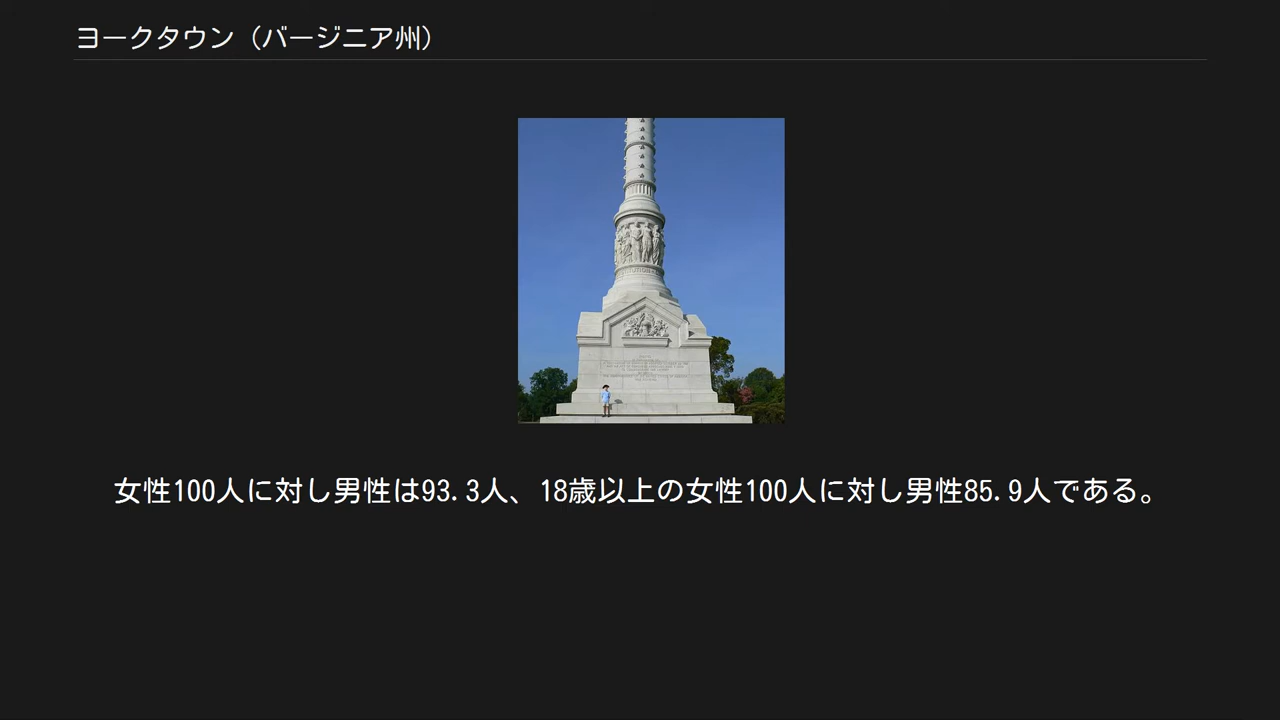 ヨークタウン（バージニア州）
女性100人に対し男性は93.3人、18歳以上の女性100人に対し男性85.9人である。